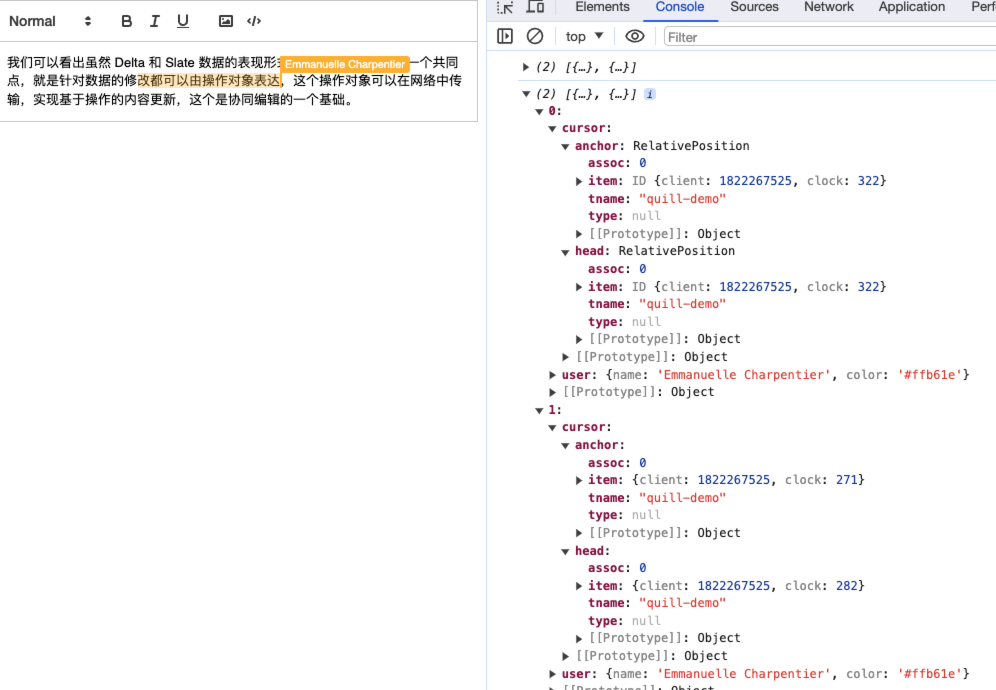 Normal B I U </>
我们可以看出虽然 Delta 和 Slate 数据的表现形 Emmanuelle Charpentier 一个共同
点，就是针对数据的修改都可以由操作对象表达，这个操作对象可以在网络中传
输，实现基于操作的内容更新，这个是协同编辑的一个基础。
Elements Console Sources Network Application Perf
top Filter
(2) [{…}, {…}]
(2) [{…}, {…}] i
0:
cursor:
anchor: RelativePosition
assoc: 0
item: ID {client: 1822267525, clock: 322}
tname: "quill-demo"
type: null
[[Prototype]]: Object
head: RelativePosition
assoc: 0
item: ID {client: 1822267525, clock: 322}
tname: "quill-demo"
type: null
[[Prototype]]: Object
[[Prototype]]: Object
user: {name: 'Emmanuelle Charpentier', color: '#ffb61e'}
[[Prototype]]: Object
1:
cursor:
anchor:
assoc: 0
item: {client: 1822267525, clock: 271}
tname: "quill-demo"
type: null
[[Prototype]]: Object
head:
assoc: 0
item: {client: 1822267525, clock: 282}
tname: "quill-demo"
type: null
[[Prototype]]: Object
[[Prototype]]: Object
user: {name: 'Emmanuelle Charpentier', color: '#ffb61e'}
[[Prototype]]: Object